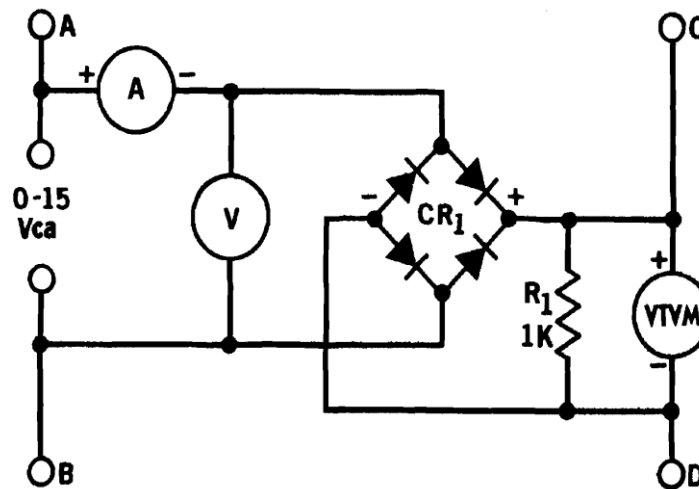 A
C
+ A -
0-15
Vca
V
- +
CR1
R1
1K
+
VTVM
-
B
D